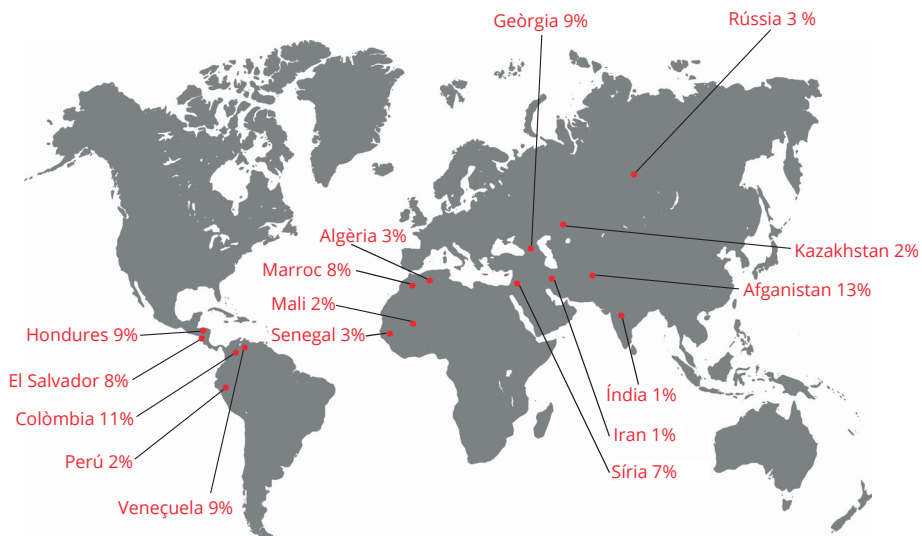 Geòrgia 9%
Rússia 3 %
Algèria 3%
Kazakhstan 2%
Marroc 8%
Afganistan 13%
Mali 2%
Hondures 9%
Senegal 3%
El Salvador 8%
Índia 1%
Colòmbia 11%
Iran 1%
Perú 2%
Síria 7%
Veneçuela 9%